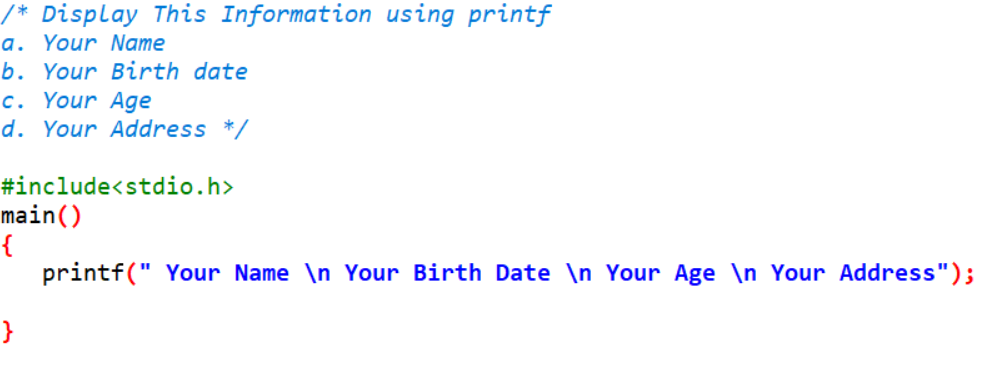 /* Display This Information using printf
a. Your Name
b. Your Birth date
c. Your Age
d. Your Address */
#include<stdio.h>
main()
{
printf(" Your Name \n Your Birth Date \n Your Age \n Your Address");
}